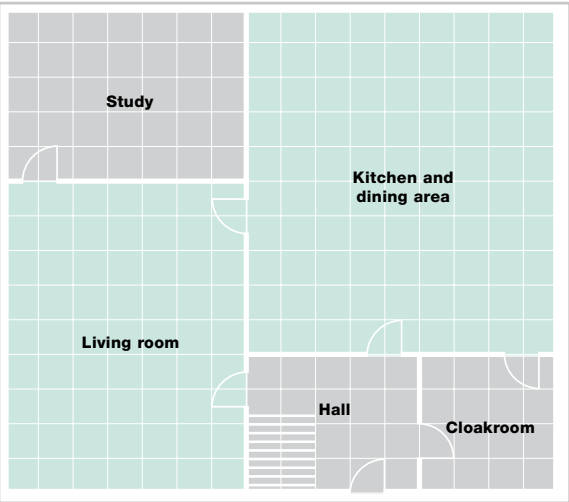 Study
Kitchen and
dining area
Living room
Hall
Cloakroom